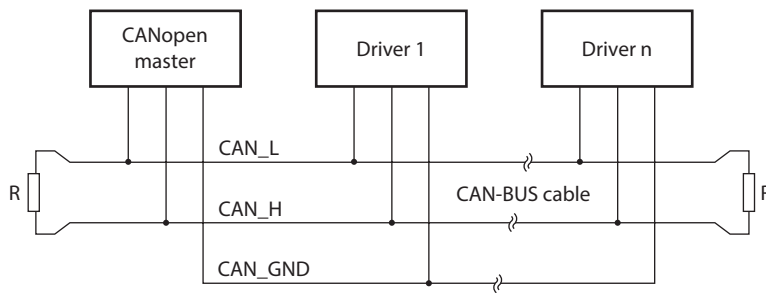 CANopen
master
Driver 1
Driver n
CAN_L
R
CAN-BUS cable
R
CAN_H
CAN_GND